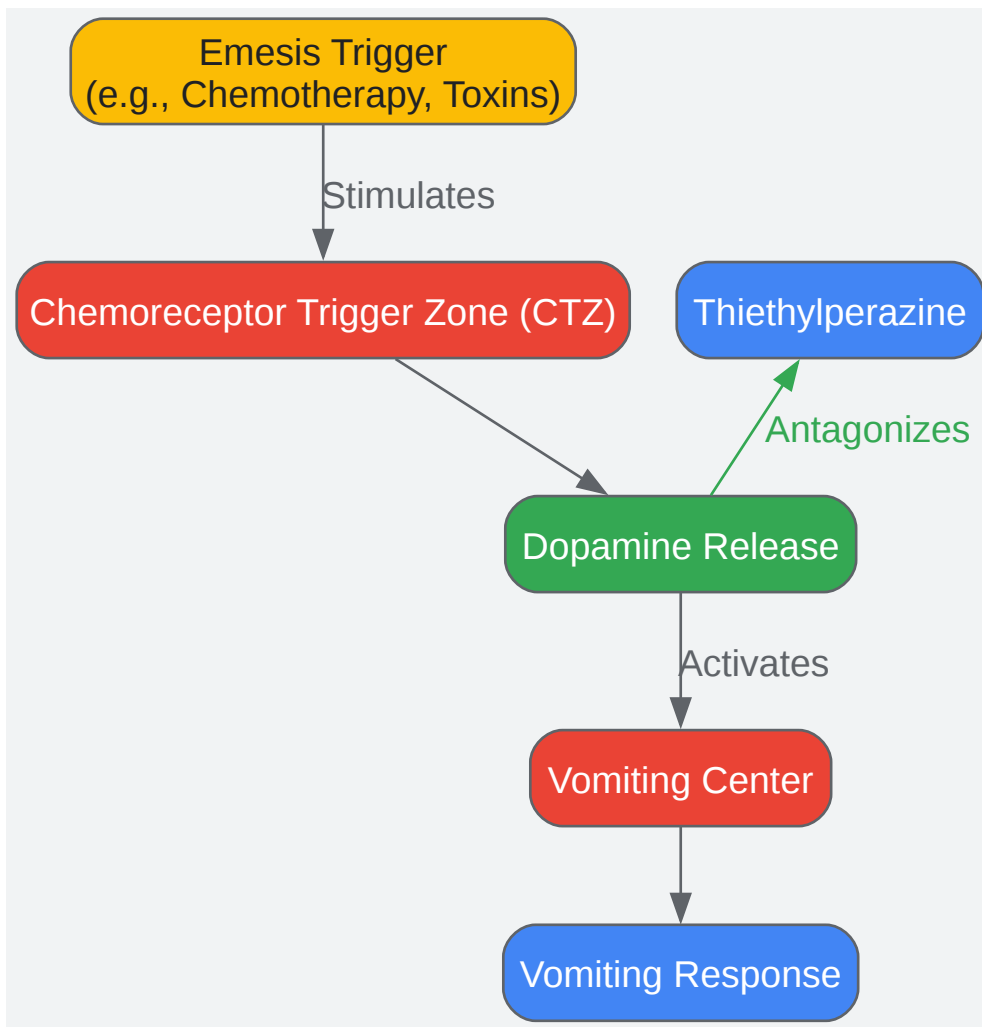 Emesis Trigger
(e.g., Chemotherapy, Toxins)
Stimulates
Chemoreceptor Trigger Zone (CTZ)
Thiethylperazine
Antagonizes
Dopamine Release
Activates
Vomiting Center
Vomiting Response